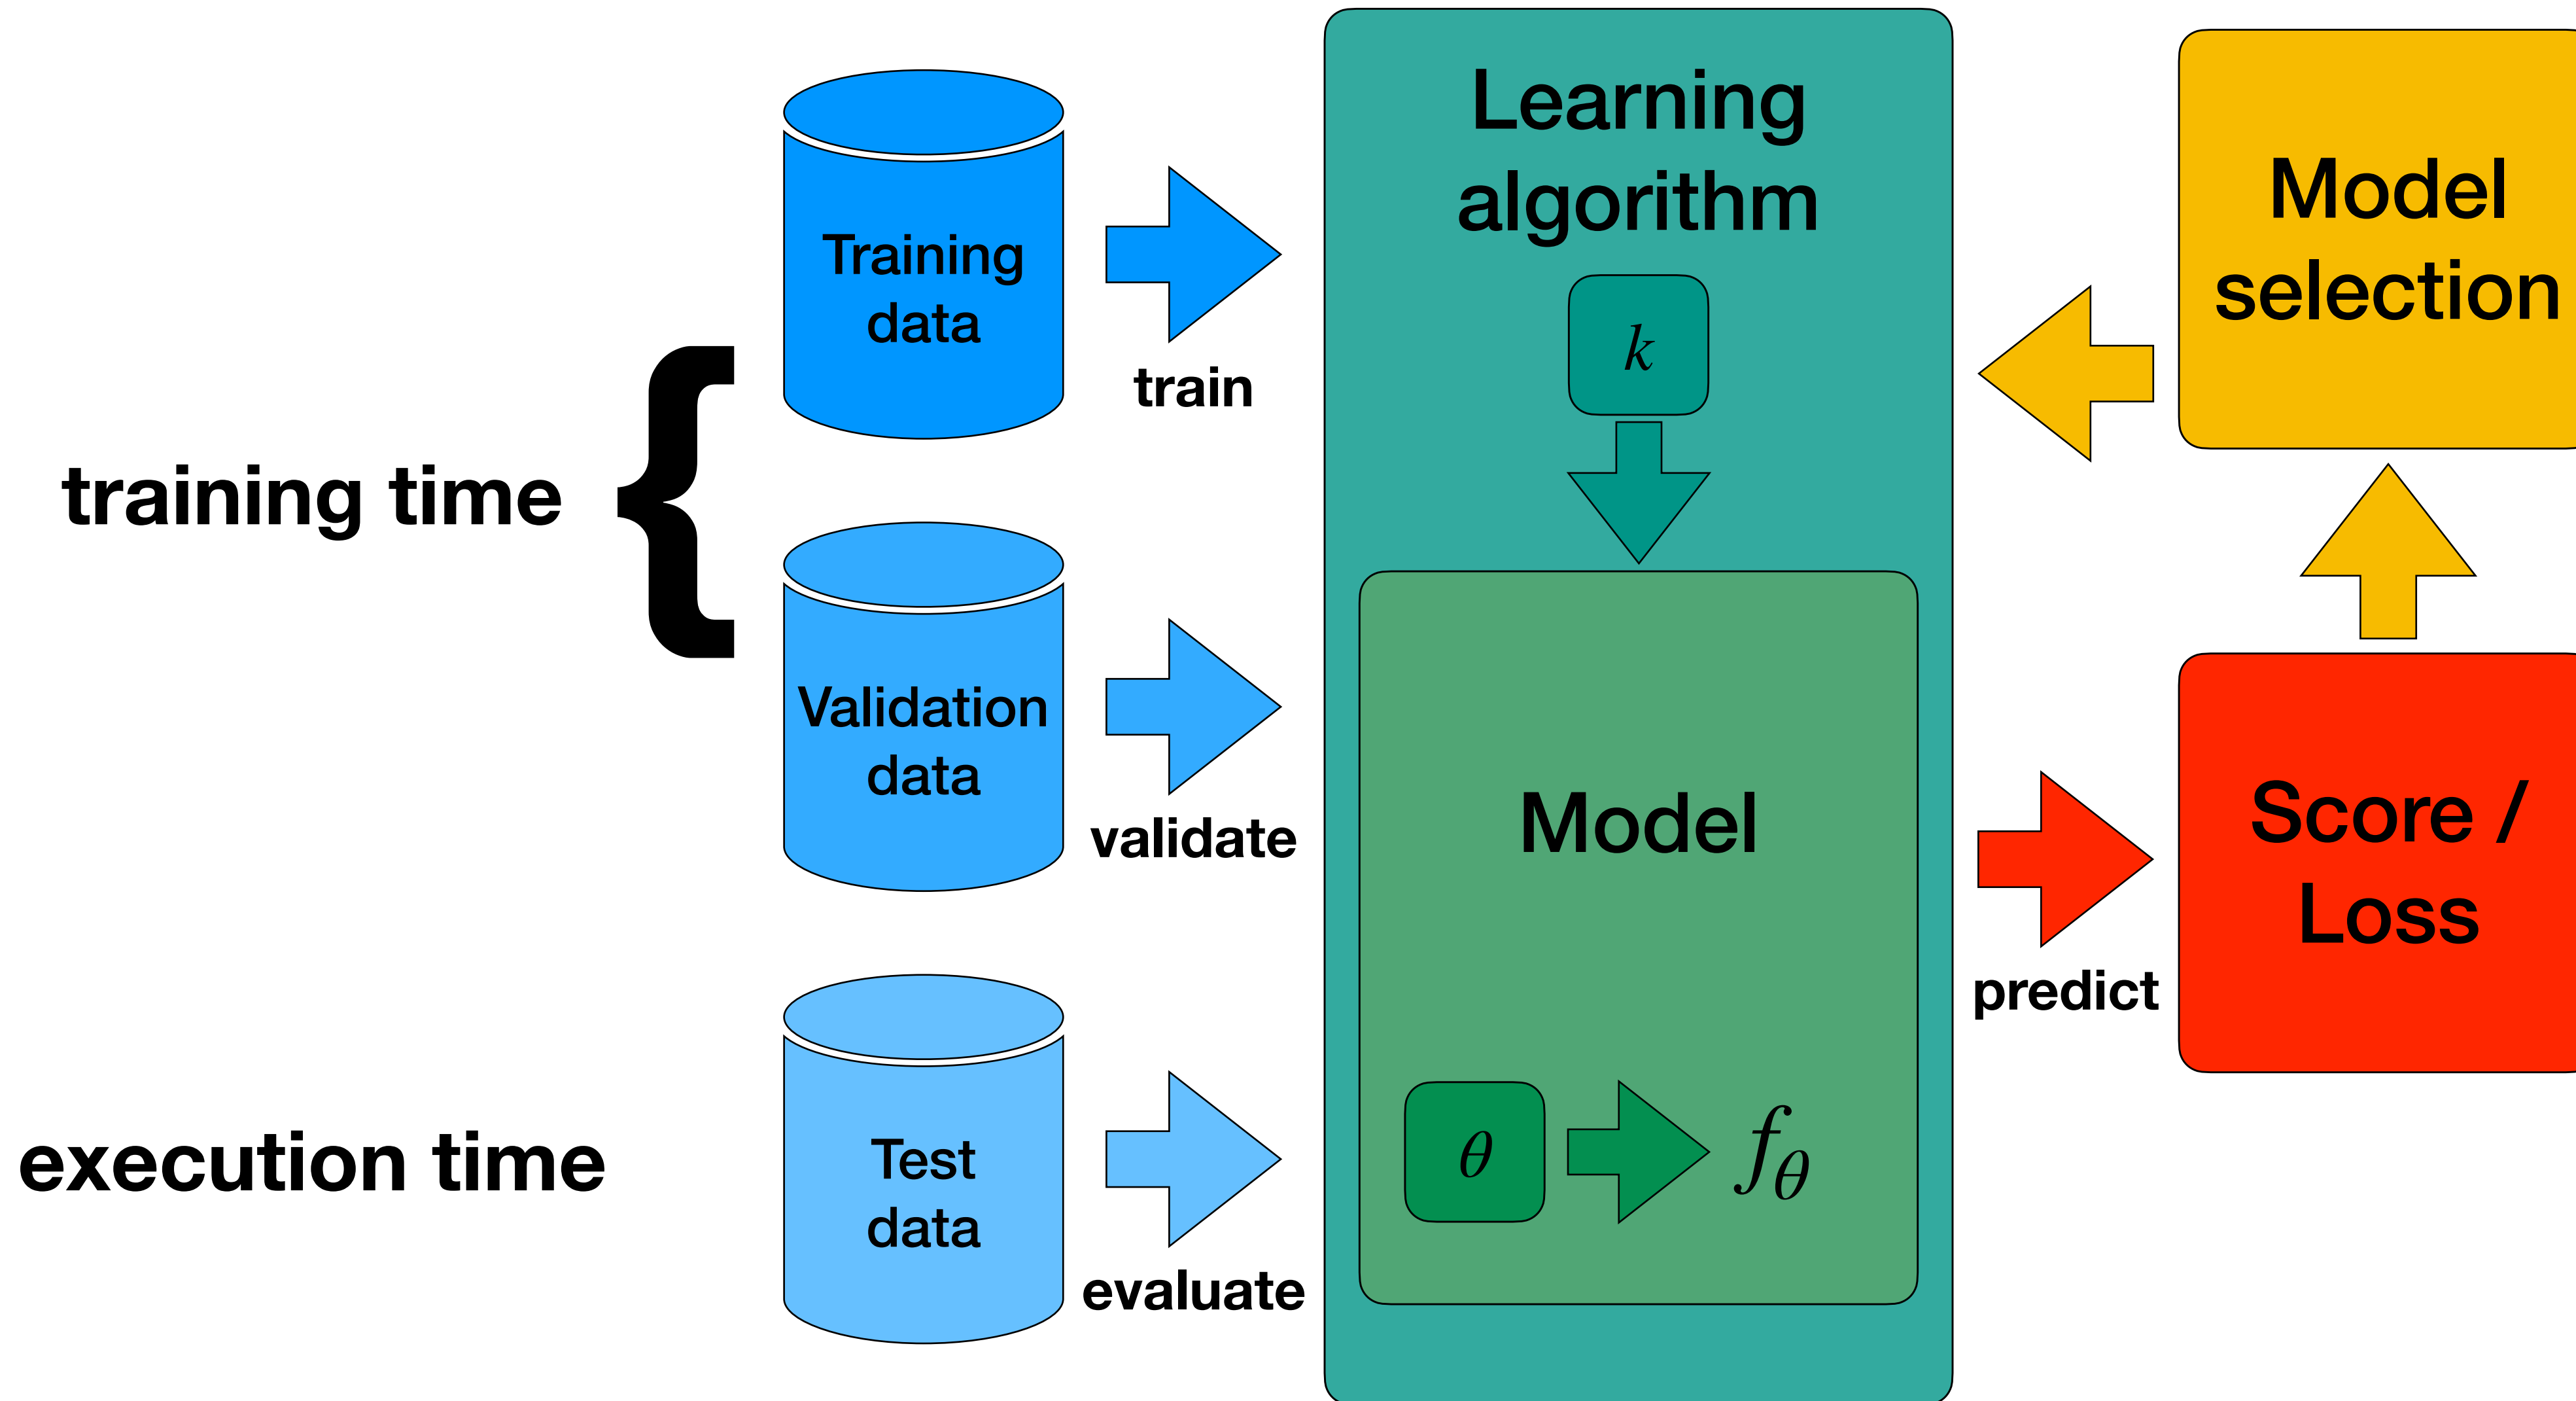 training time
{
Training
data
train
Validation
data
validate
execution time
Test
data
evaluate
Learning
algorithm
k
Model
θ
fθ
predict
Model
selection
Score /
Loss